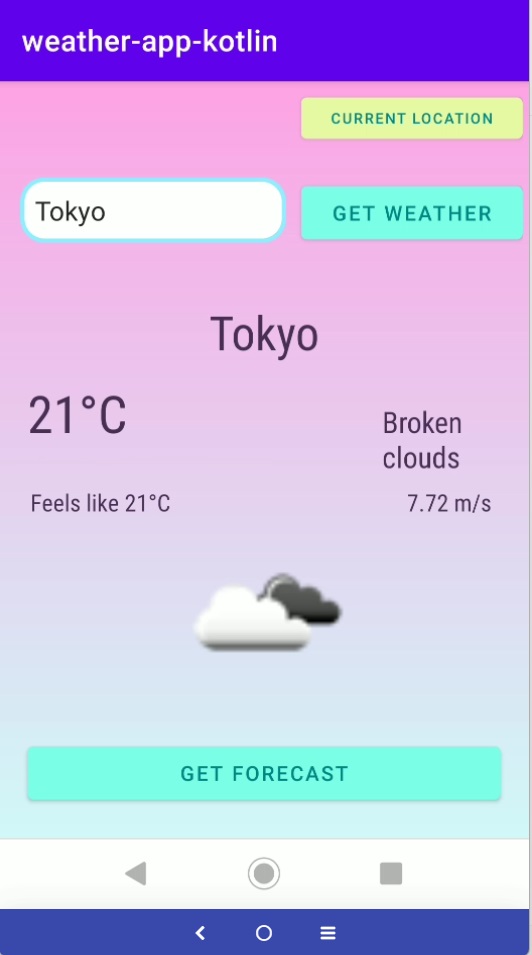 weather-app-kotlin
CURRENT LOCATION
Tokyo
GET WEATHER
Tokyo
21°C
Broken
clouds
Feels like 21°C
7.72 m/s
GET FORECAST